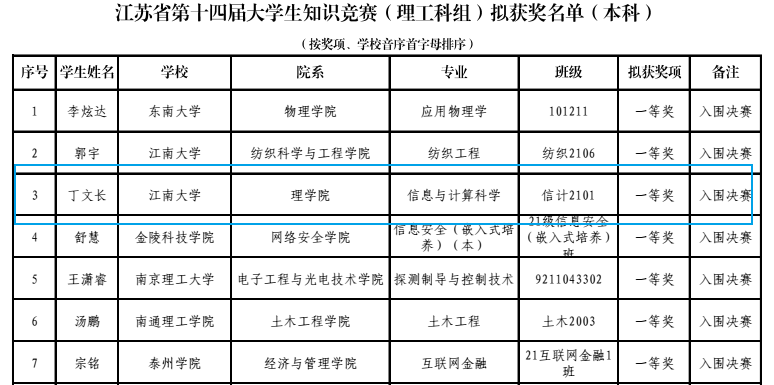 江苏省第十四届大学生知识竞赛（理工科组）拟获奖名单（本科）
（按奖项、学校音序首字母排序）
序号 学生姓名 学校 院系 专业 班级 拟获奖项 备注
1 李炫达 东南大学 物理学院 应用物理学 101211 一等奖 入围决赛
2 郭宇 江南大学 纺织科学与工程学院 纺织工程 纺织2106 一等奖 入围决赛
3 丁文长 江南大学 理学院 信息与计算科学 信计2101 一等奖 入围决赛
4 舒慧 金陵科技学院 网络安全学院 信息安全（嵌入式培养）（本） 21级信息安全（嵌入式培养）班 一等奖 入围决赛
5 王潇睿 南京理工大学 电子工程与光电技术学院 探测制导与控制技术 9211043302 一等奖 入围决赛
6 汤鹏 南通理工学院 土木工程学院 土木工程 土木2003 一等奖 入围决赛
7 宗铭 泰州学院 经济与管理学院 互联网金融 21互联网金融1班 一等奖 入围决赛